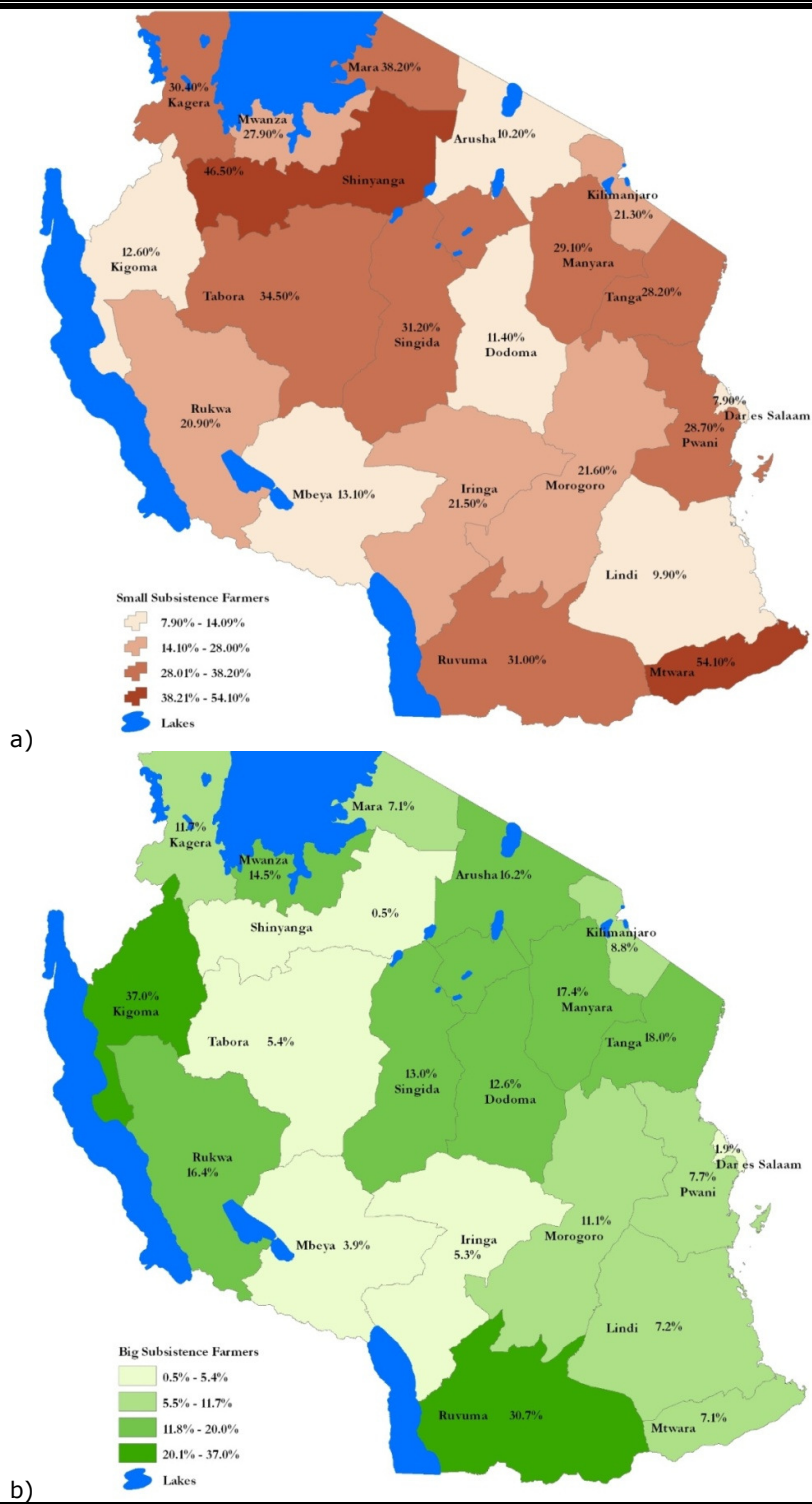 Mara 38.20%
30.40%
Kagera
Mwanza
27.90%
Arusha 10.20%
46.50%
Shinyanga
Kilimanjaro
21.30%
12.60%
Kigoma
29.10%
Manyara
Tabora 34.50%
Tanga 28.20%
31.20%
Singida
11.40%
Dodoma
7.90%
Dar es Salaam
Rukwa
20.90%
28.70%
Pwani
21.60%
Morogoro
Iringa
21.50%
Mbeya 13.10%
Lindi 9.90%
Small Subsistence Farmers
7.90% - 14.09%
14.10% - 28.00%
28.01% - 38.20%
38.21% - 54.10%
Lakes
Ruvuma 31.00%
54.10%
Mtwara
a)
Mara 7.1%
11.7%
Kagera
Mwanza
14.5%
Arusha 16.2%
Shinyanga 0.5%
Kilimanjaro
8.8%
37.0%
Kigoma
17.4%
Manyara
Tabora 5.4%
Tanga 18.0%
13.0%
Singida
12.6%
Dodoma
1.9%
Dar es Salaam
Rukwa
16.4%
7.7%
Pwani
11.1%
Morogoro
Iringa
5.3%
Mbeya 3.9%
Lindi 7.2%
Big Subsistence Farmers
0.5% - 5.4%
5.5% - 11.7%
11.8% - 20.0%
20.1% - 37.0%
Lakes
Ruvuma 30.7%
Mtwara 7.1%
b)